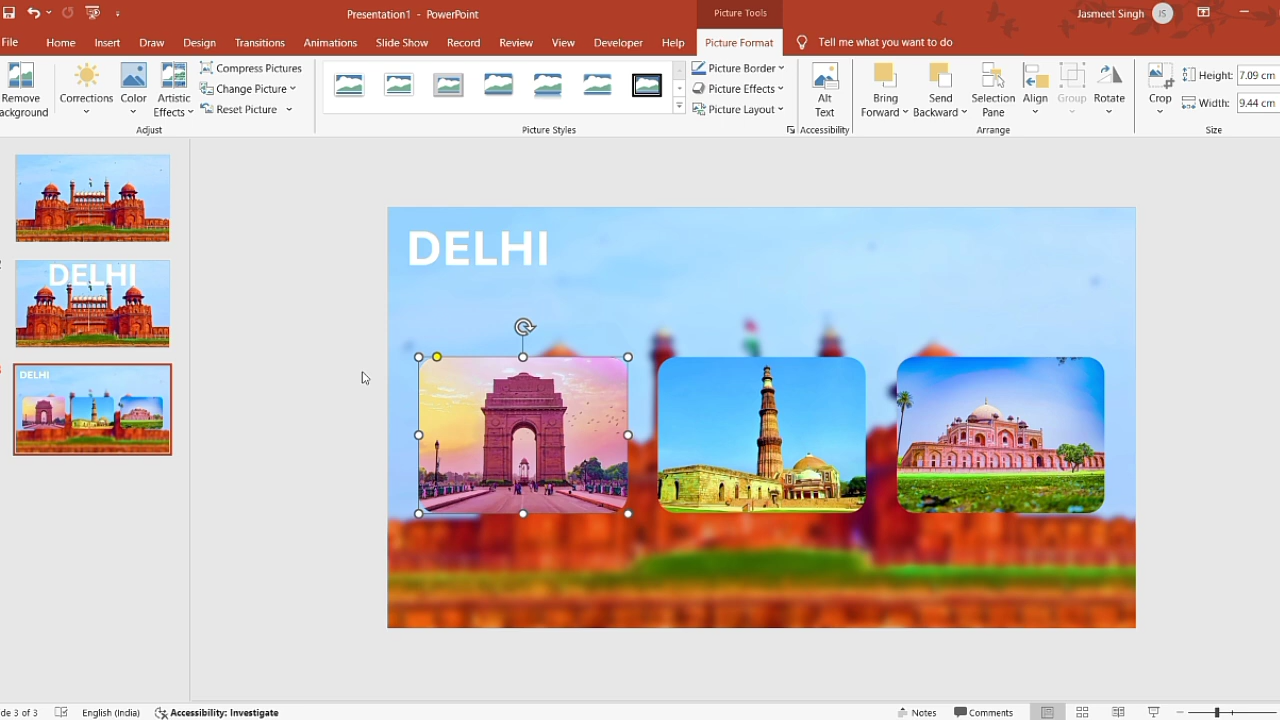 Presentation1 - PowerPoint
Picture Tools
Jasmeet Singh
JS
File
Home
Insert
Draw
Design
Transitions
Animations
Slide Show
Record
Review
View
Developer
Help
Picture Format
Tell me what you want to do
Remove
ackground
Corrections
Color
Artistic
Effects
Compress Pictures
Change Picture
Reset Picture
Adjust
Picture Styles
Picture Border
Picture Effects
Picture Layout
Alt
Text
Accessibility
Bring
Forward
Send
Backward
Selection
Pane
Align
Group
Rotate
Arrange
Crop
Height:
7.09 cm
Width:
9.44 cm
Size
DELHI
DELHI
DELHI
de 3 of 3
English (India)
Accessibility: Investigate
Notes
Comments